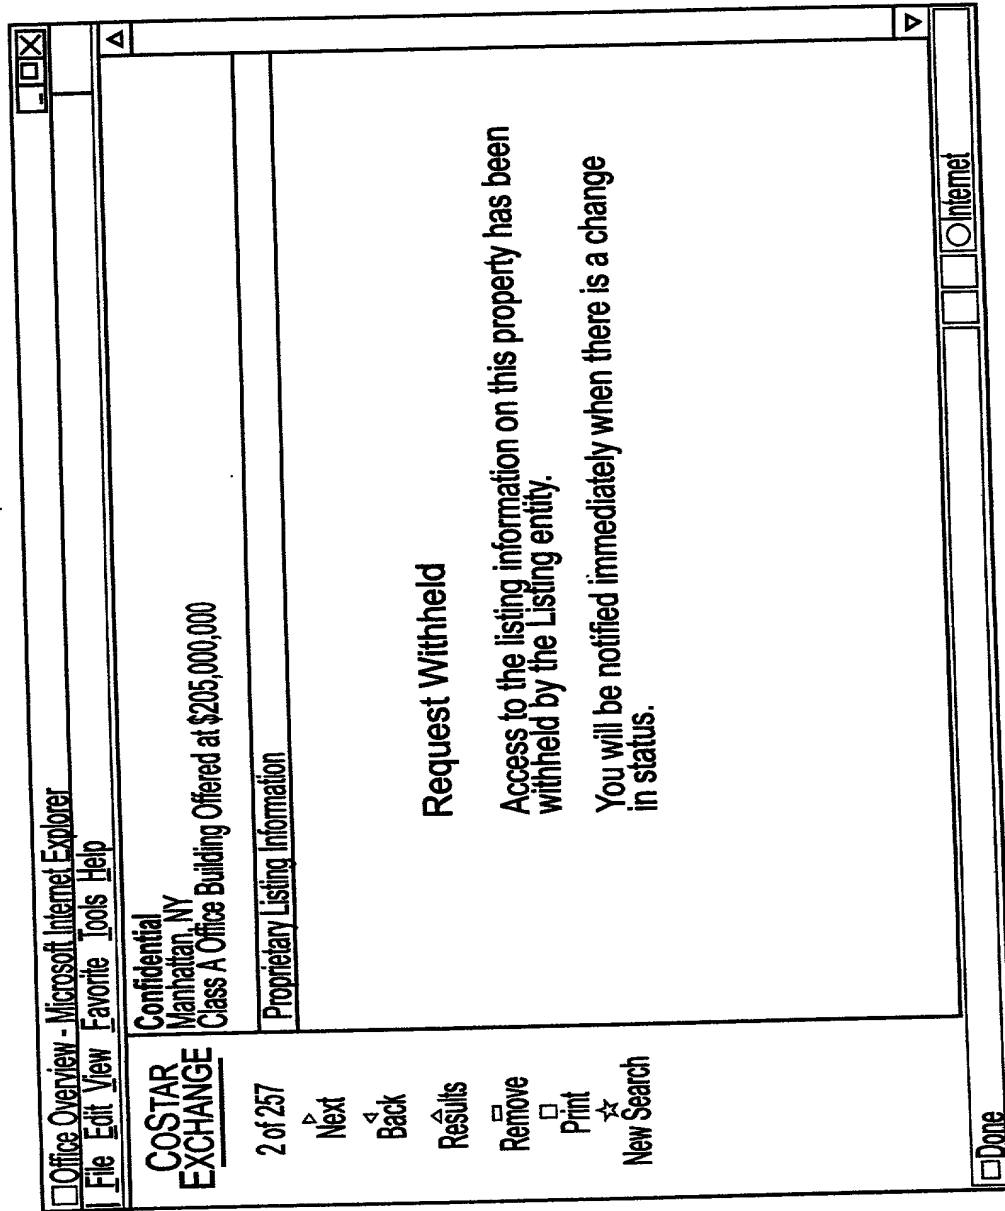 Office Overview - Microsoft Internet Explorer
File Edit View Favorite Tools Help
COSTAR
EXCHANGE
2 of 257
Next
Back
Results
Remove
Print
New Search
Confidential
Manhattan, NY
Class A Office Building Offered at $205,000,000
Proprietary Listing Information
Request Withheld
Access to the listing information on this property has been
withheld by the Listing entity.
You will be notified immediately when there is a change
in status.
Done
Internet